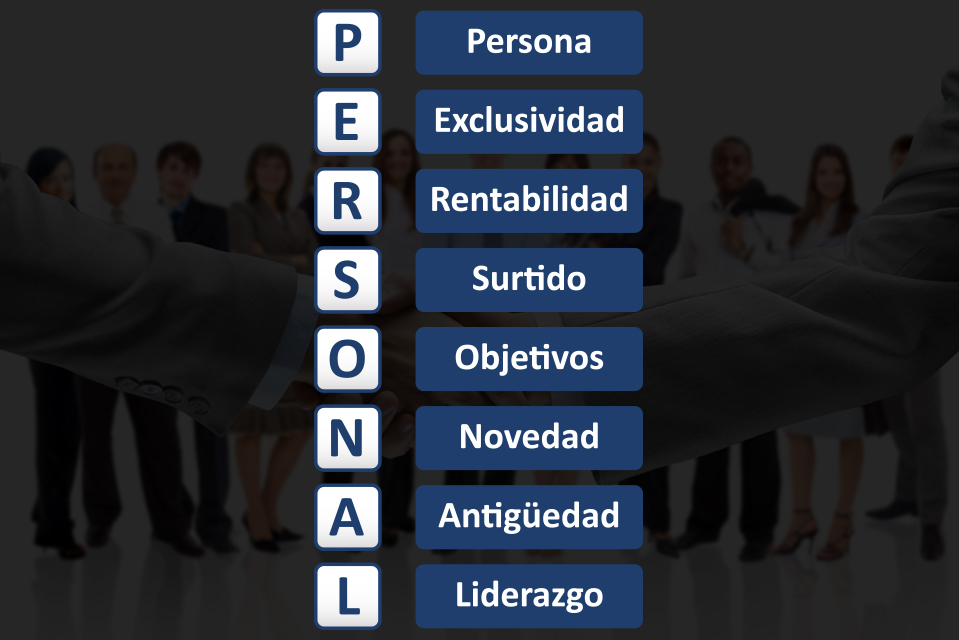 P Persona
E Exclusividad
R Rentabilidad
S Surtido
O Objetivos
N Novedad
A Antigüedad
L Liderazgo